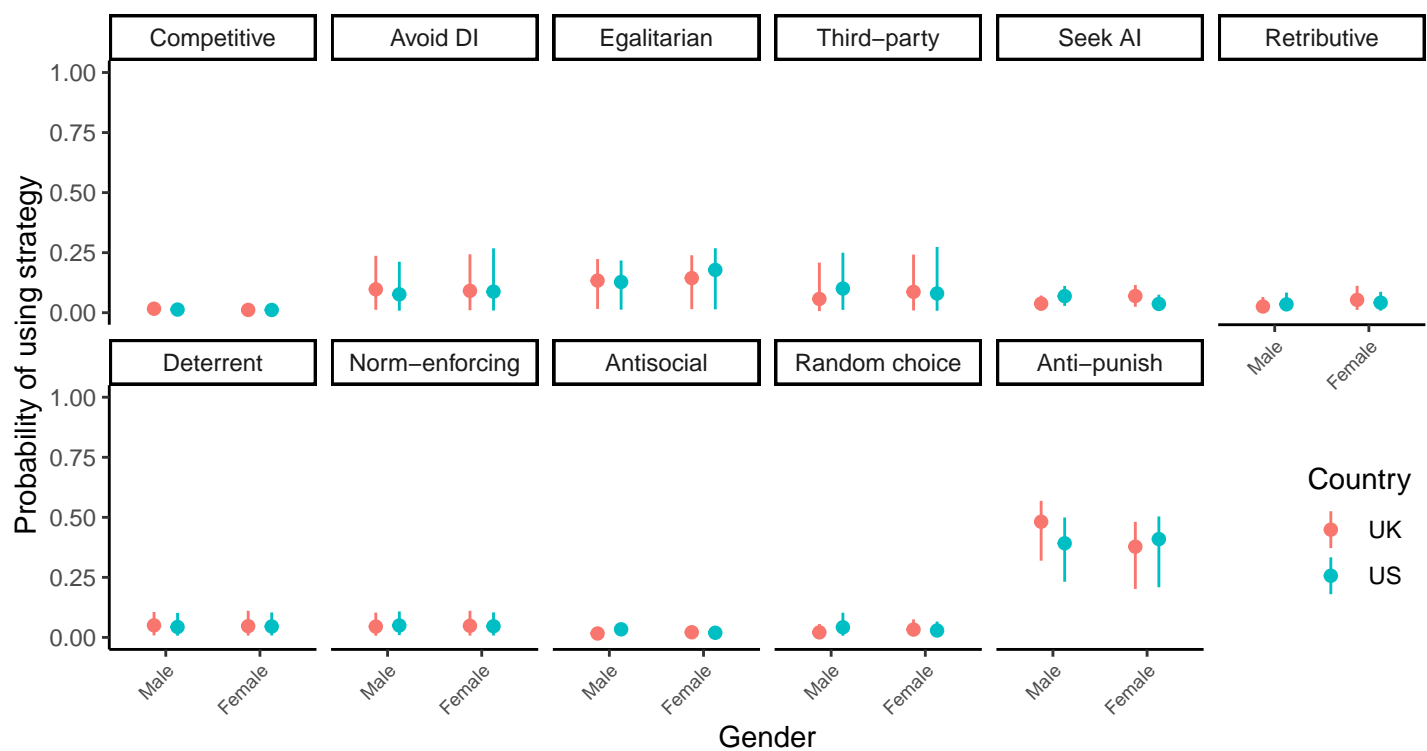 Competitive
Avoid DI
Egalitarian
Third−party
Seek AI
Retributive
1.00
0.75
0.50
0.25
0.00
Male
Female
Deterrent
Norm−enforcing
Antisocial
Random choice
Anti−punish
1.00
0.75
0.50
0.25
0.00
Male
Female
Male
Female
Male
Female
Male
Female
Male
Female
Probability of using strategy
Gender
Country
UK
US